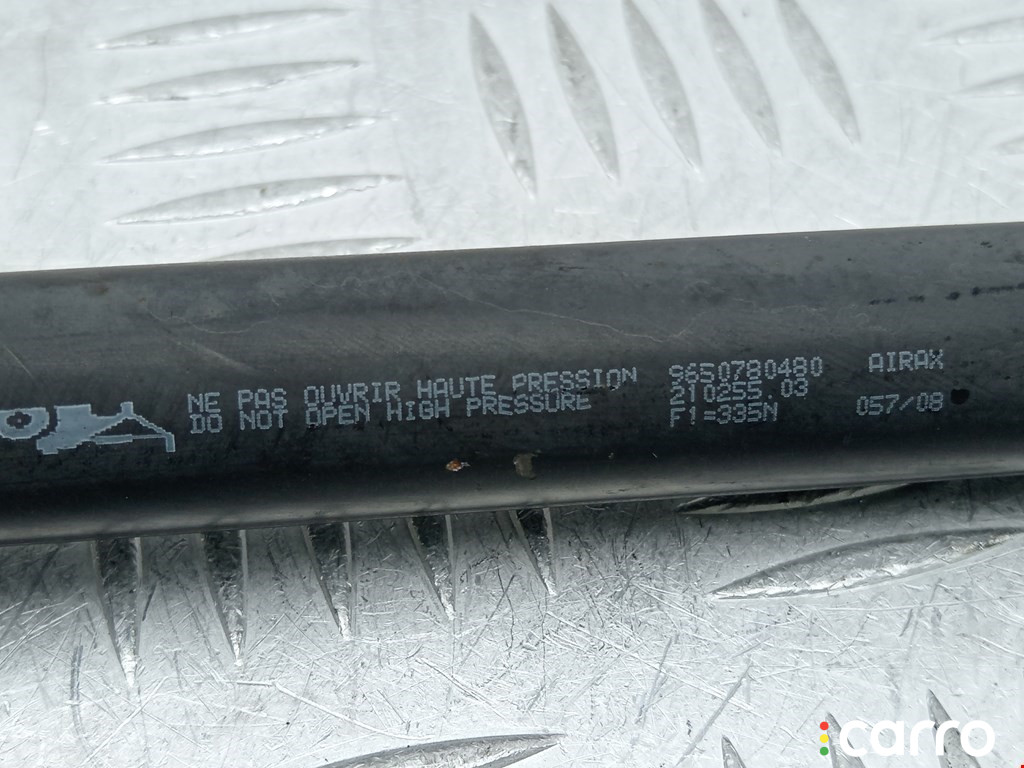 NE PAS OUVRIR HAUTE PRESSION
DO NOT OPEN HIGH PRESSURE
9650780480
210255.03
F1=335N
AIRAX
057/08
carro